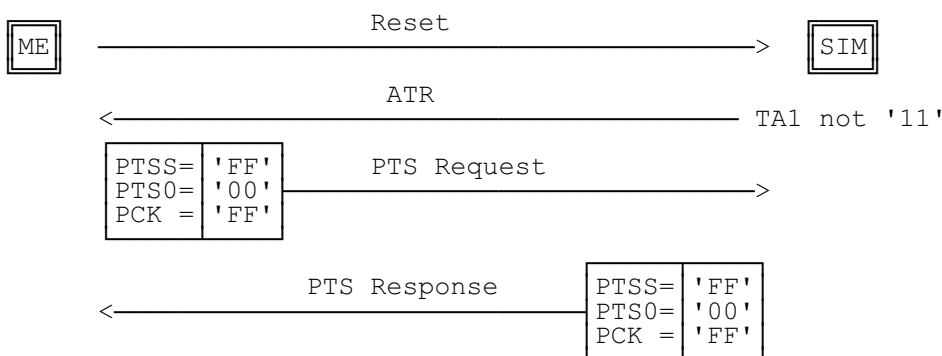 Reset
ME
SIM
ATR
TA1 not '11'
PTSS= 'FF' PTS Request
PTS0= '00'
PCK = 'FF'
PTS Response PTSS= 'FF'
PTS0= '00'
PCK = 'FF'